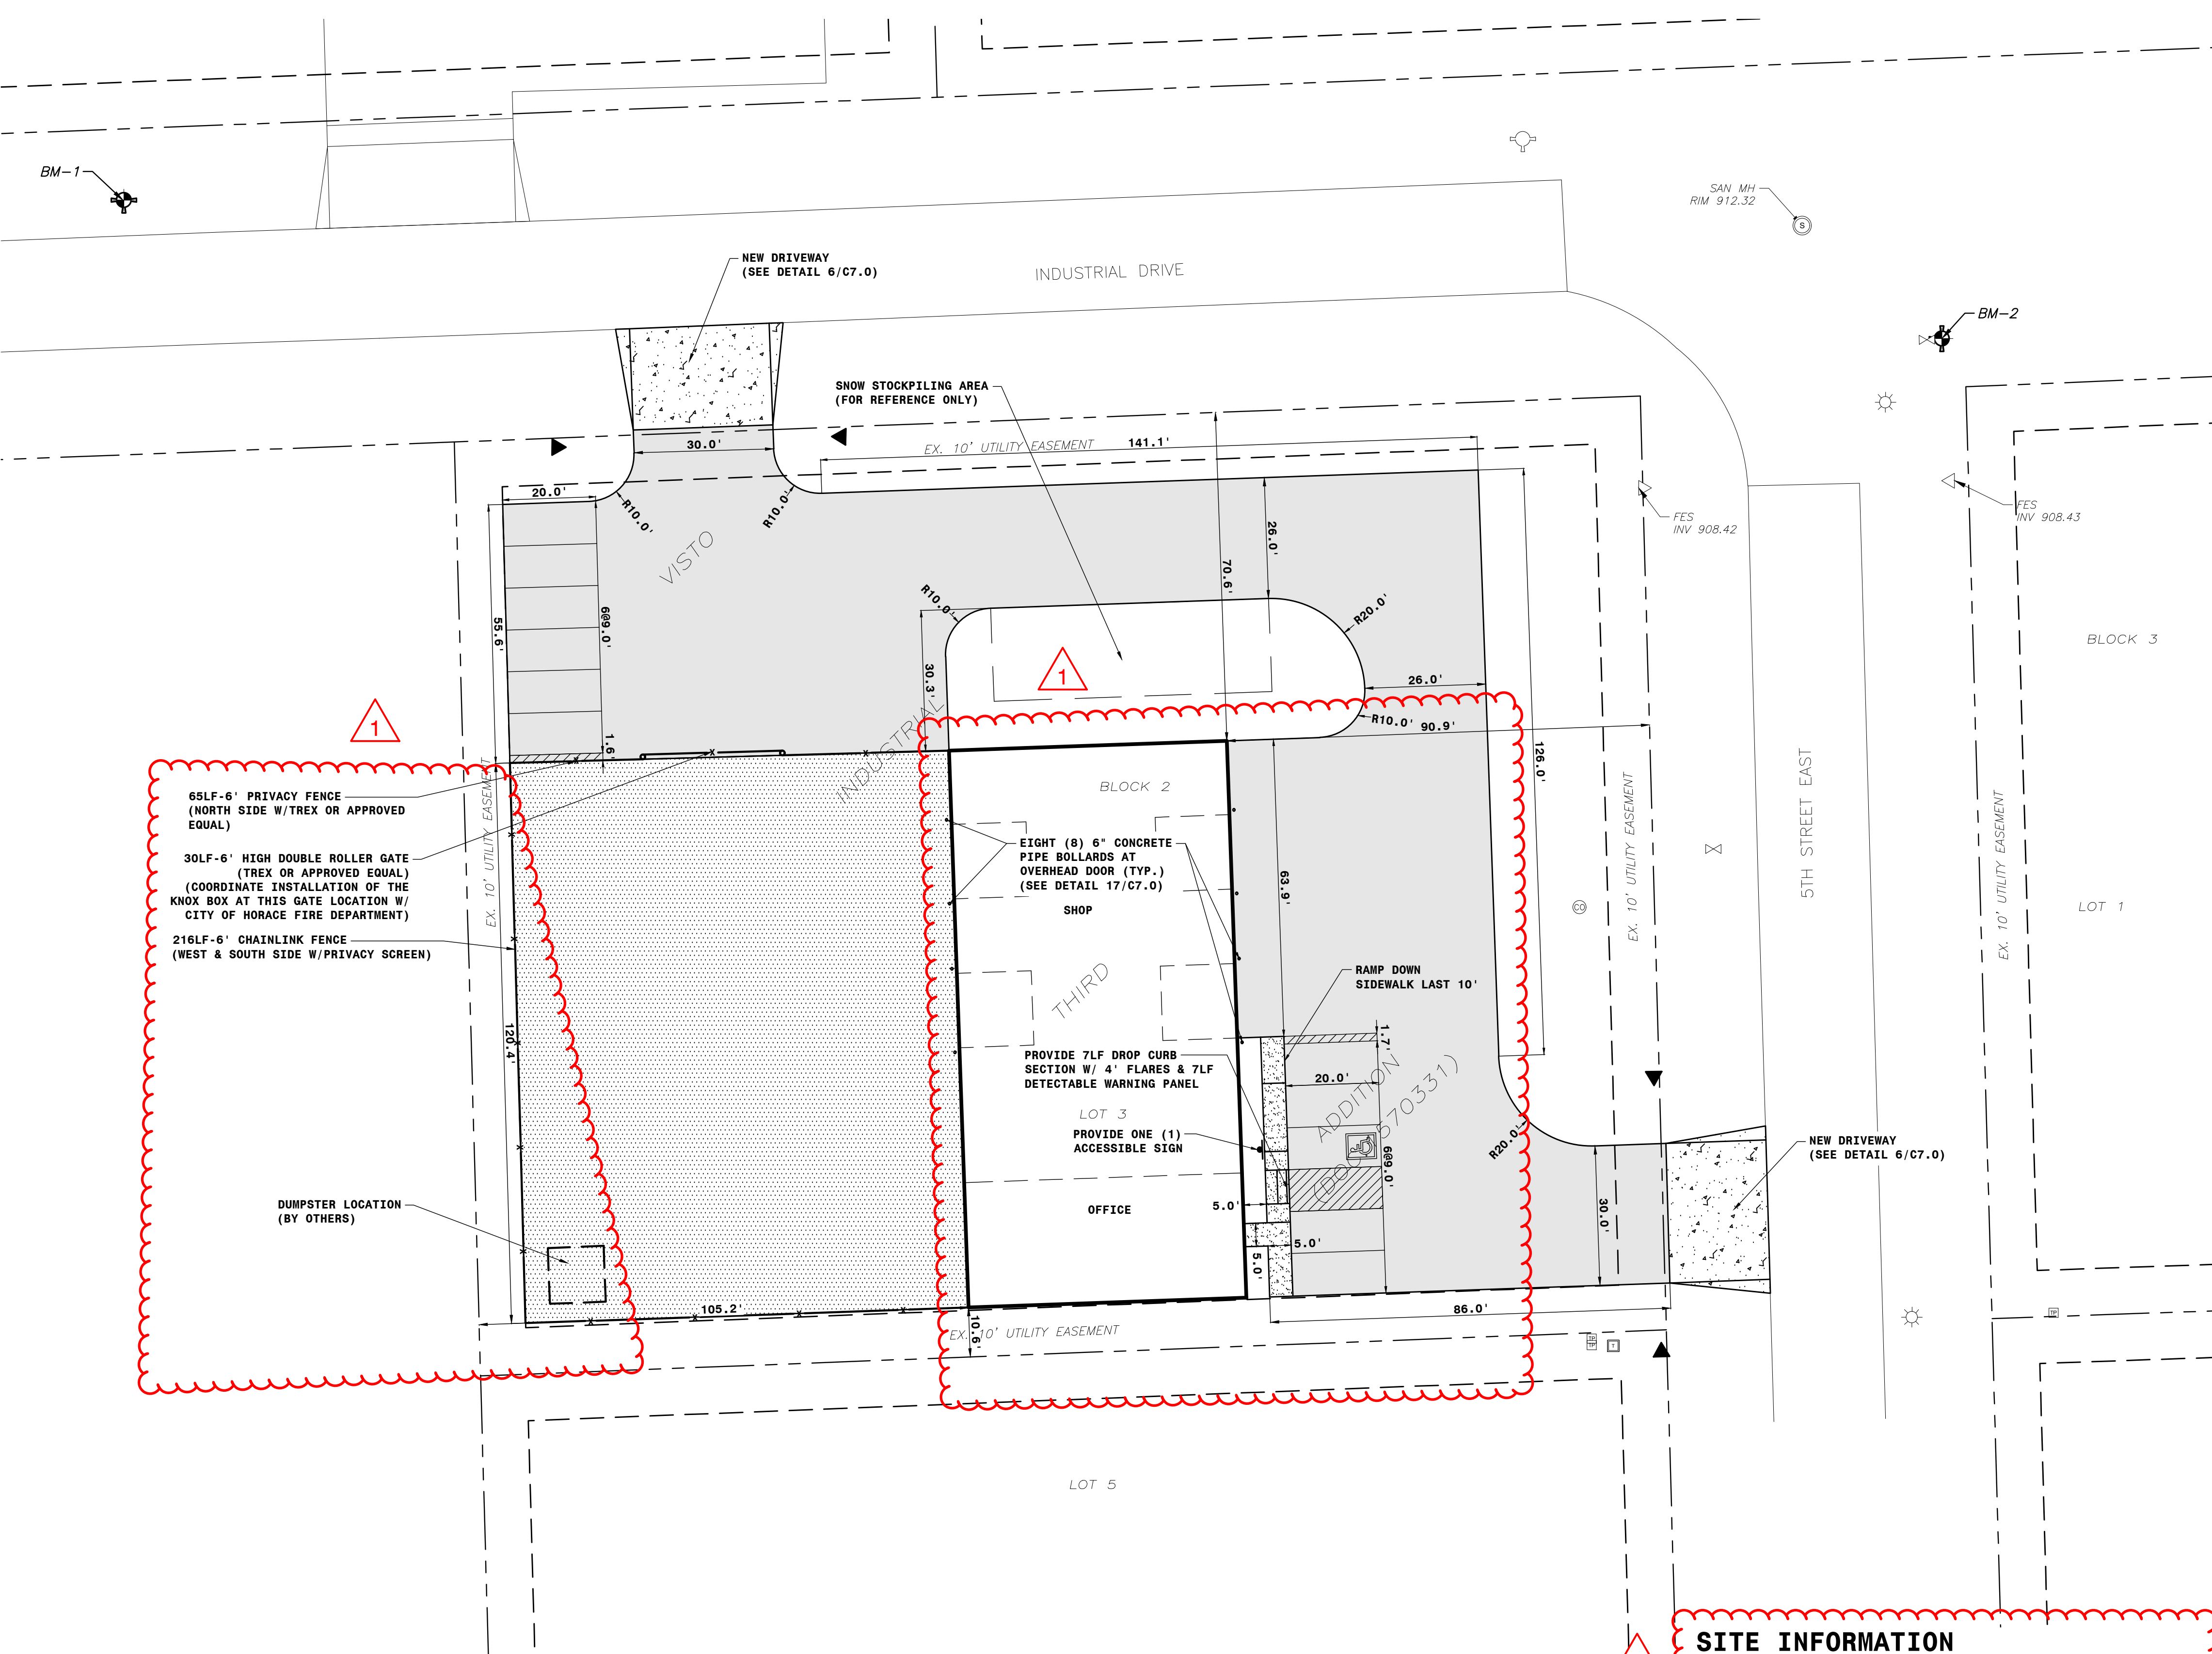 BM-1
SAN MH
RIM 912.32
S
NEW DRIVEWAY
(SEE DETAIL 6/C7.0)
INDUSTRIAL DRIVE
BM-2
SNOW STOCKPILING AREA
(FOR REFERENCE ONLY)
30.0'
EX. 10' UTILITY EASEMENT
141.1'
20.0'
R10.0'
R10.0'
VISTO
26.0'
FES
INV 908.42
FES
INV 908.43
70.6'
55.6'
6@9.0'
R10.0'
R20.0'
BLOCK 3
30.3'
1
26.0'
1
INDUSTRIAL
R10.0'
90.9'
1.6'
126.0'
65LF-6' PRIVACY FENCE
(NORTH SIDE W/TREX OR APPROVED
EQUAL)
EX. 10' UTILITY EASEMENT
BLOCK 2
30LF-6' HIGH DOUBLE ROLLER GATE
(TREX OR APPROVED EQUAL)
(COORDINATE INSTALLATION OF THE
KNOX BOX AT THIS GATE LOCATION W/
CITY OF HORACE FIRE DEPARTMENT)
EIGHT (8) 6" CONCRETE
PIPE BOLLARDS AT
OVERHEAD DOOR (TYP.)
(SEE DETAIL 17/C7.0)
63.9'
EX. 10' UTILITY EASEMENT
5TH STREET EAST
EX. 10' UTILITY EASEMENT
CO
SHOP
LOT 1
216LF-6' CHAINLINK FENCE
(WEST & SOUTH SIDE W/PRIVACY SCREEN)
THIRD
RAMP DOWN
SIDEWALK LAST 10'
120.4'
1.7'
PROVIDE 7LF DROP CURB
SECTION W/ 4' FLARES & 7LF
DETECTABLE WARNING PANEL
20.0'
ADDITION
LOT 3
PROVIDE ONE (1)
ACCESSIBLE SIGN
6@9.0'
R20.0'
NEW DRIVEWAY
(SEE DETAIL 6/C7.0)
DUMPSTER LOCATION
(BY OTHERS)
OFFICE
5.0'
30.0'
5.0'
5.0'
105.2'
86.0'
TP
10.6'
EX. 10' UTILITY EASEMENT
TP
TP
T
LOT 5
SITE INFORMATION